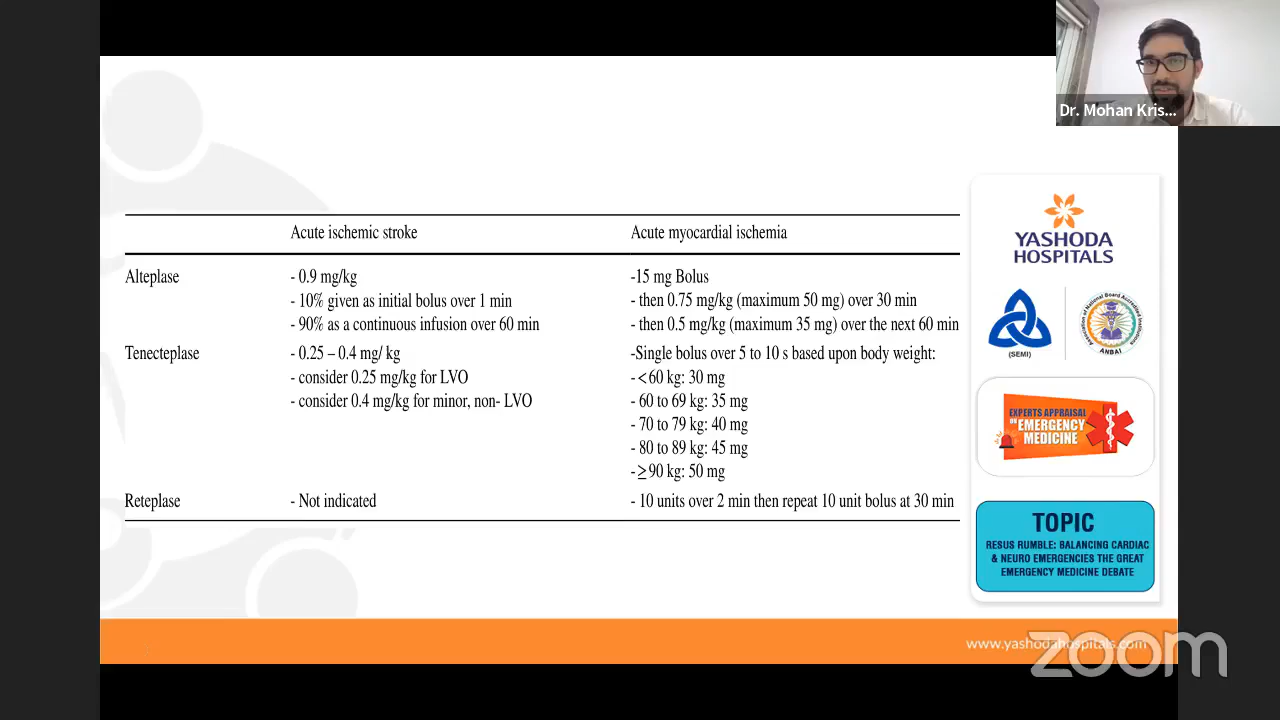 Dr. Mohan Kris...
Acute ischemic stroke
Acute myocardial ischemia
Alteplase
- 0.9 mg/kg
- 10% given as initial bolus over 1 min
- 90% as a continuous infusion over 60 min
-15 mg Bolus
- then 0.75 mg/kg (maximum 50 mg) over 30 min
- then 0.5 mg/kg (maximum 35 mg) over the next 60 min
Tenecteplase
- 0.25 – 0.4 mg/ kg
- consider 0.25 mg/kg for LVO
- consider 0.4 mg/kg for minor, non- LVO
-Single bolus over 5 to 10 s based upon body weight:
- <60 kg: 30 mg
- 60 to 69 kg: 35 mg
- 70 to 79 kg: 40 mg
- 80 to 89 kg: 45 mg
- ≥90 kg: 50 mg
Reteplase
- Not indicated
- 10 units over 2 min then repeat 10 unit bolus at 30 min
YASHODA
HOSPITALS
(SEMI)
Association of National Board Accredited Institutions
ANBAI
EXPERTS APPRAISAL
ON EMERGENCY
MEDICINE
TOPIC
RESUS RUMBLE: BALANCING CARDIAC
& NEURO EMERGENCIES THE GREAT
EMERGENCY MEDICINE DEBATE
www.yashodahospitals.com
zoom